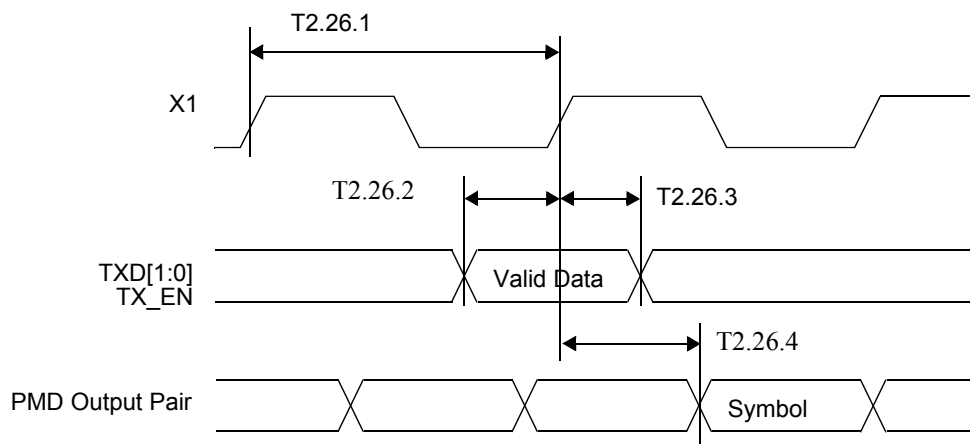 T2.26.1
X1
T2.26.2
T2.26.3
TXD[1:0]
TX_EN
Valid Data
T2.26.4
PMD Output Pair
Symbol